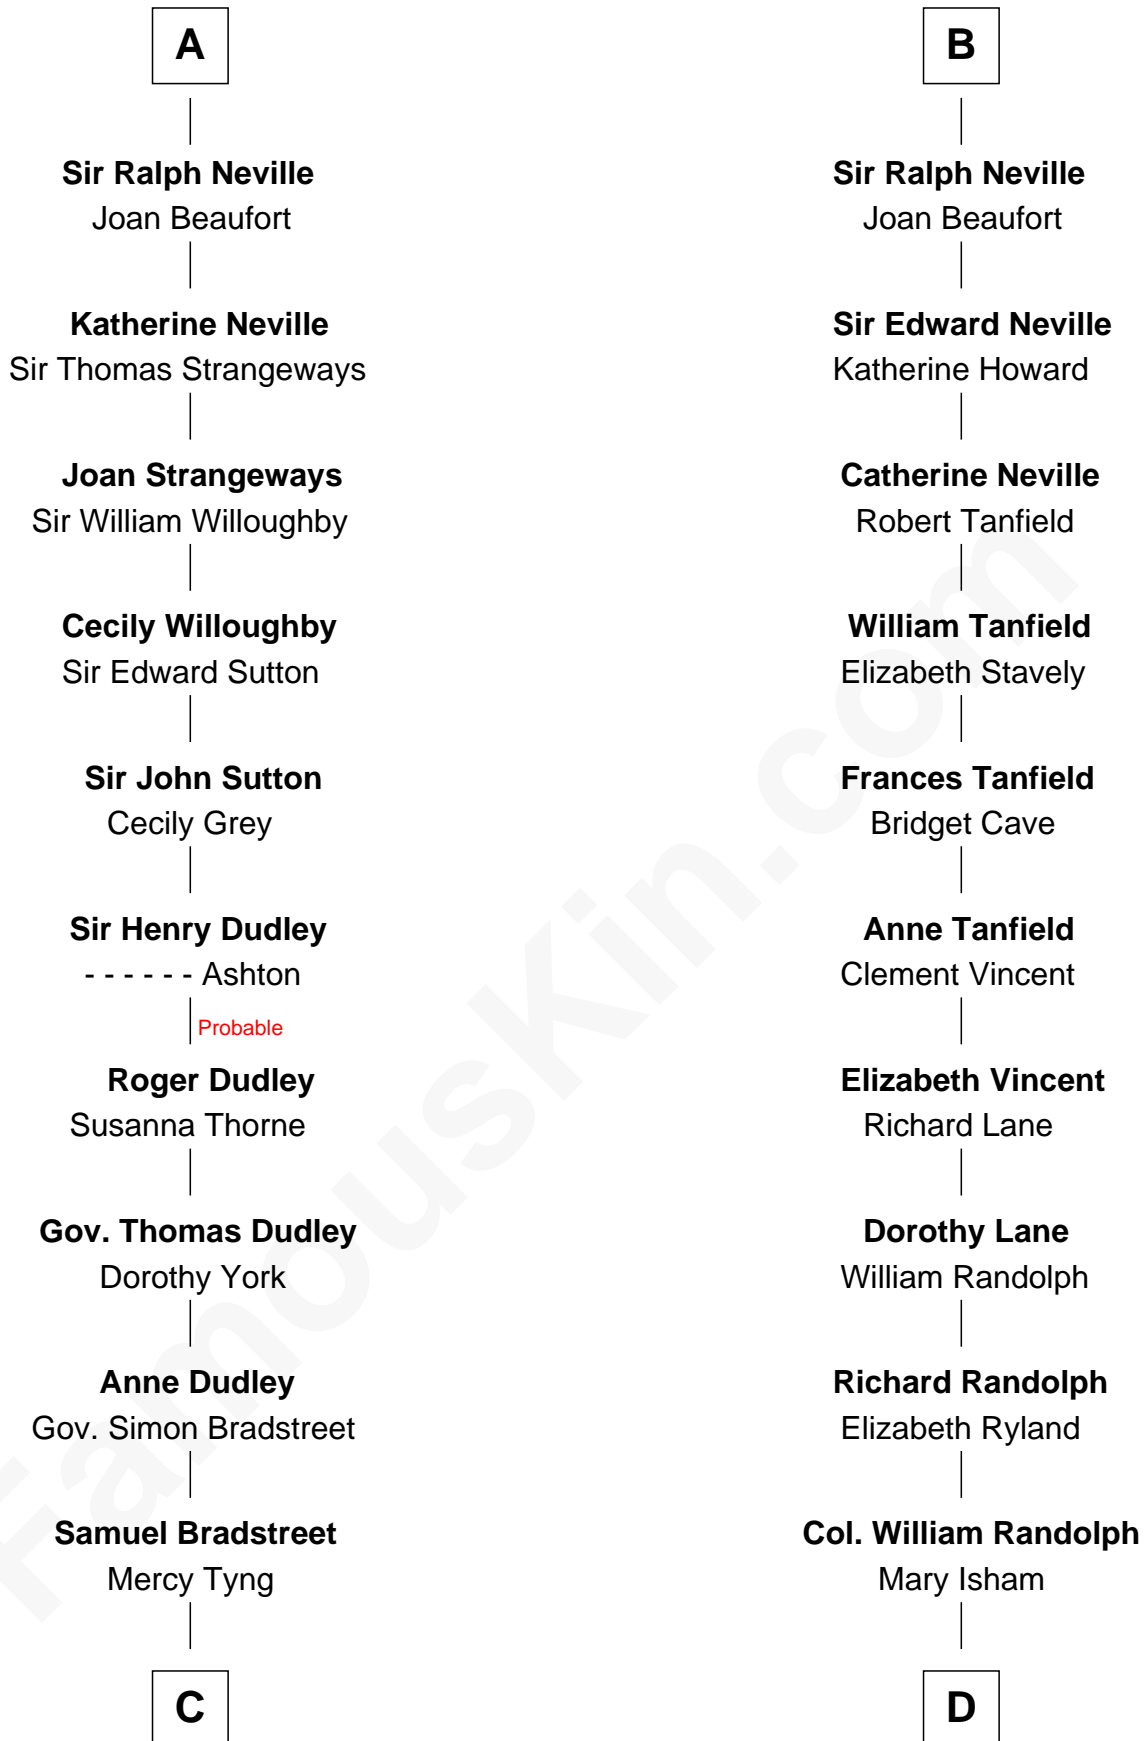 A
Sir Ralph Neville
Joan Beaufort
Katherine Neville
Sir Thomas Strangeways
Joan Strangeways
Sir William Willoughby
Cecily Willoughby
Sir Edward Sutton
Sir John Sutton
Cecily Grey
Sir Henry Dudley
- - - - - - Ashton
Probable
Roger Dudley
Susanna Thorne
Gov. Thomas Dudley
Dorothy York
Anne Dudley
Gov. Simon Bradstreet
Samuel Bradstreet
Mercy Tyng
C
B
Sir Ralph Neville
Joan Beaufort
Sir Edward Neville
Katherine Howard
Catherine Neville
Robert Tanfield
William Tanfield
Elizabeth Stavely
Frances Tanfield
Bridget Cave
Anne Tanfield
Clement Vincent
Elizabeth Vincent
Richard Lane
Dorothy Lane
William Randolph
Richard Randolph
Elizabeth Ryland
Col. William Randolph
Mary Isham
D
FamousKin.com